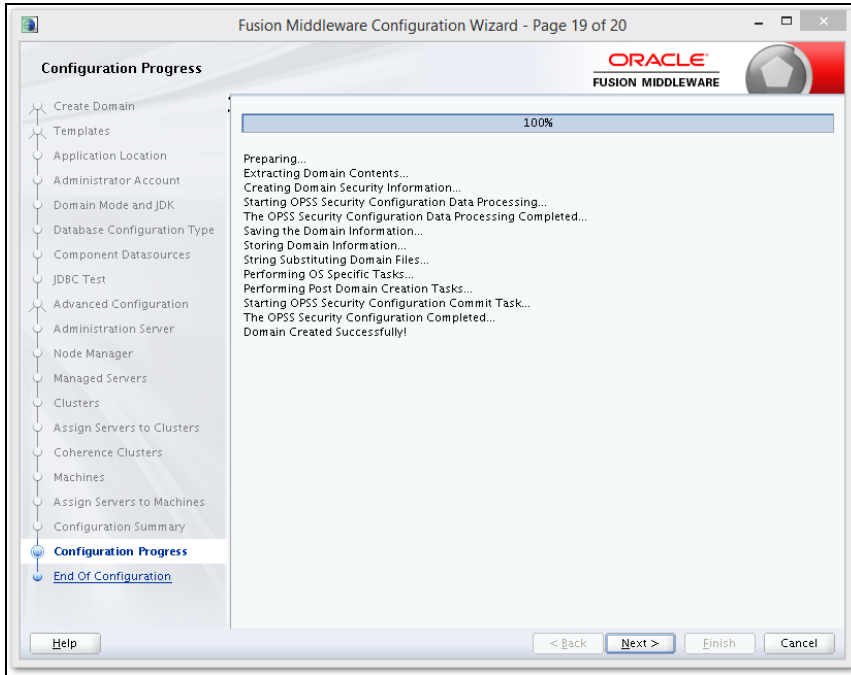 Fusion Middleware Configuration Wizard - Page 19 of 20
Configuration Progress
ORACLE
FUSION MIDDLEWARE
Create Domain
Templates
Application Location
Administrator Account
Domain Mode and JDK
Database Configuration Type
Component Datasources
JDBC Test
Advanced Configuration
Administration Server
Node Manager
Managed Servers
Clusters
Assign Servers to Clusters
Coherence Clusters
Machines
Assign Servers to Machines
Configuration Summary
Configuration Progress
End Of Configuration
100%
Preparing...
Extracting Domain Contents...
Creating Domain Security Information...
Starting OPSS Security Configuration Data Processing...
The OPSS Security Configuration Data Processing Completed...
Saving the Domain Information...
Storing Domain Information...
String Substituting Domain Files...
Performing OS Specific Tasks...
Performing Post Domain Creation Tasks...
Starting OPSS Security Configuration Commit Task...
The OPSS Security Configuration Completed...
Domain Created Successfully!
Help
< Back
Next >
Finish
Cancel